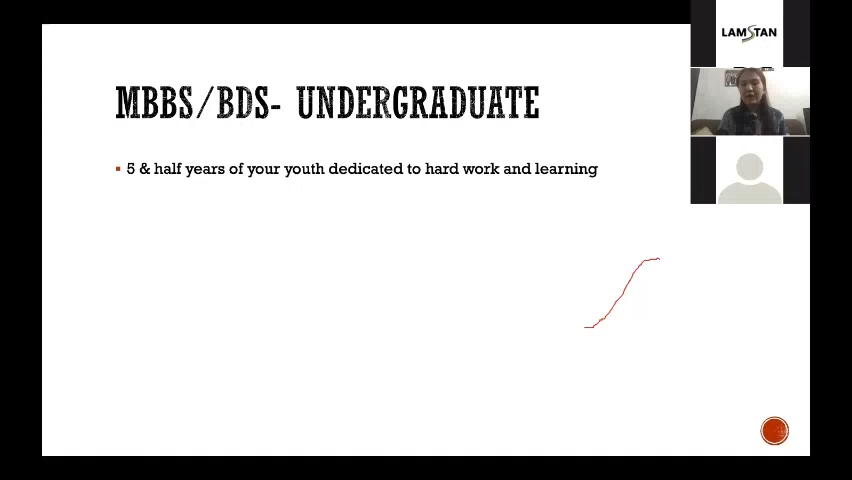 LAMSTAN
MBBS/BDS- UNDERGRADUATE
5 & half years of your youth dedicated to hard work and learning